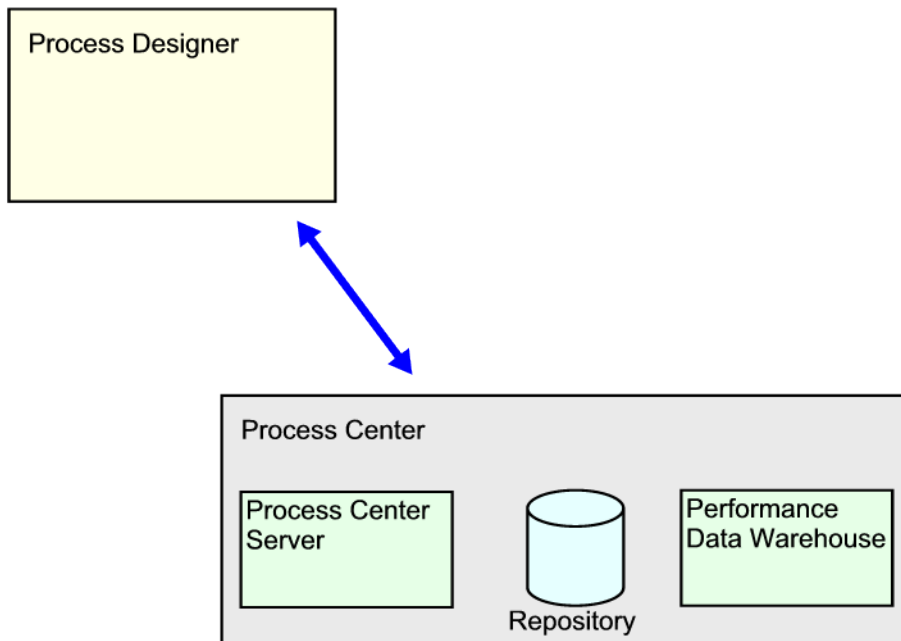 Process Designer
Process Center
Process Center
Server
Repository
Performance
Data Warehouse